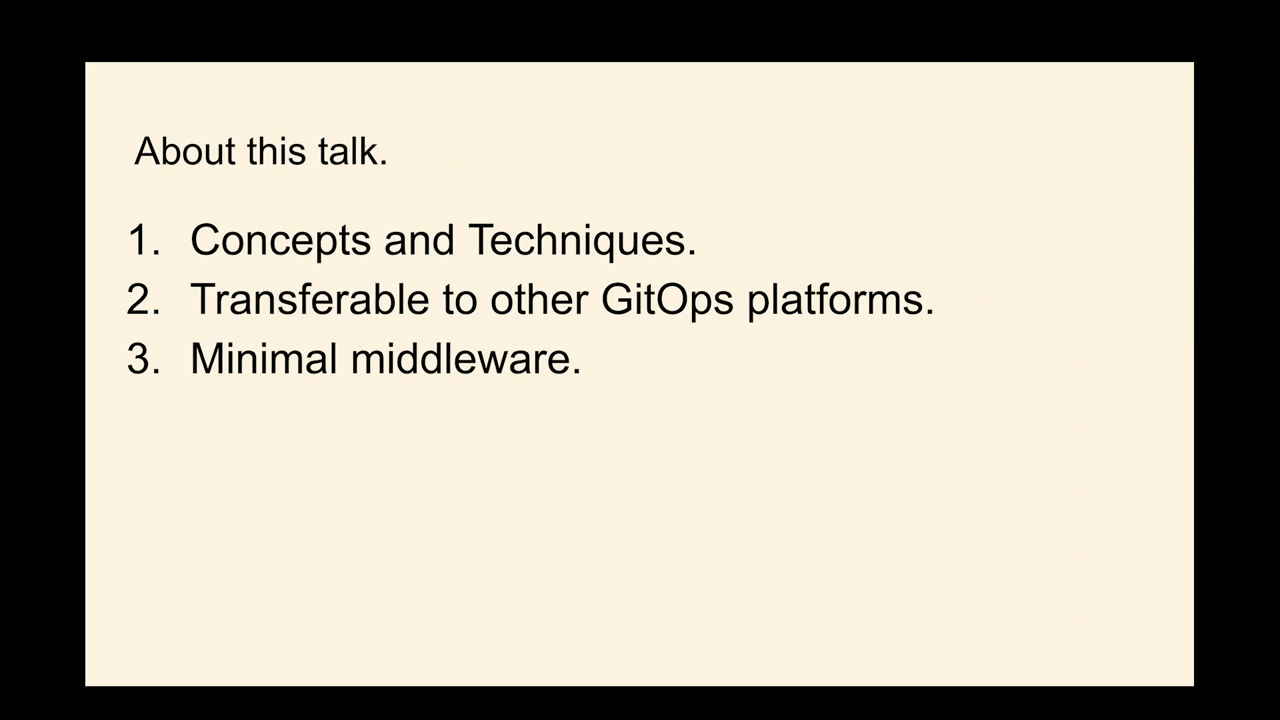 About this talk.
1. Concepts and Techniques.
2. Transferable to other GitOps platforms.
3. Minimal middleware.